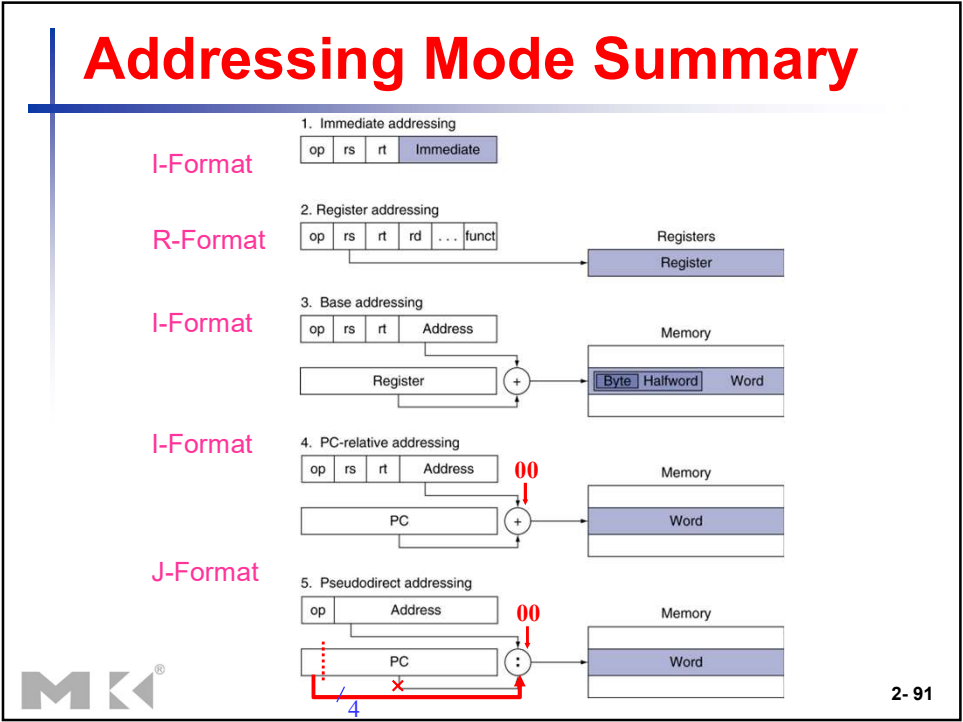 Addressing Mode Summary
1. Immediate addressing
I-Format
op rs rt Immediate
2. Register addressing
R-Format
op rs rt rd . . . funct
Registers
Register
3. Base addressing
I-Format
op rs rt Address
Memory
Register
+
Byte Halfword Word
I-Format
4. PC-relative addressing
op rs rt Address
00
Memory
PC
+
Word
J-Format
5. Pseudodirect addressing
op Address
00
Memory
PC
:
Word
4
MK®
2- 91